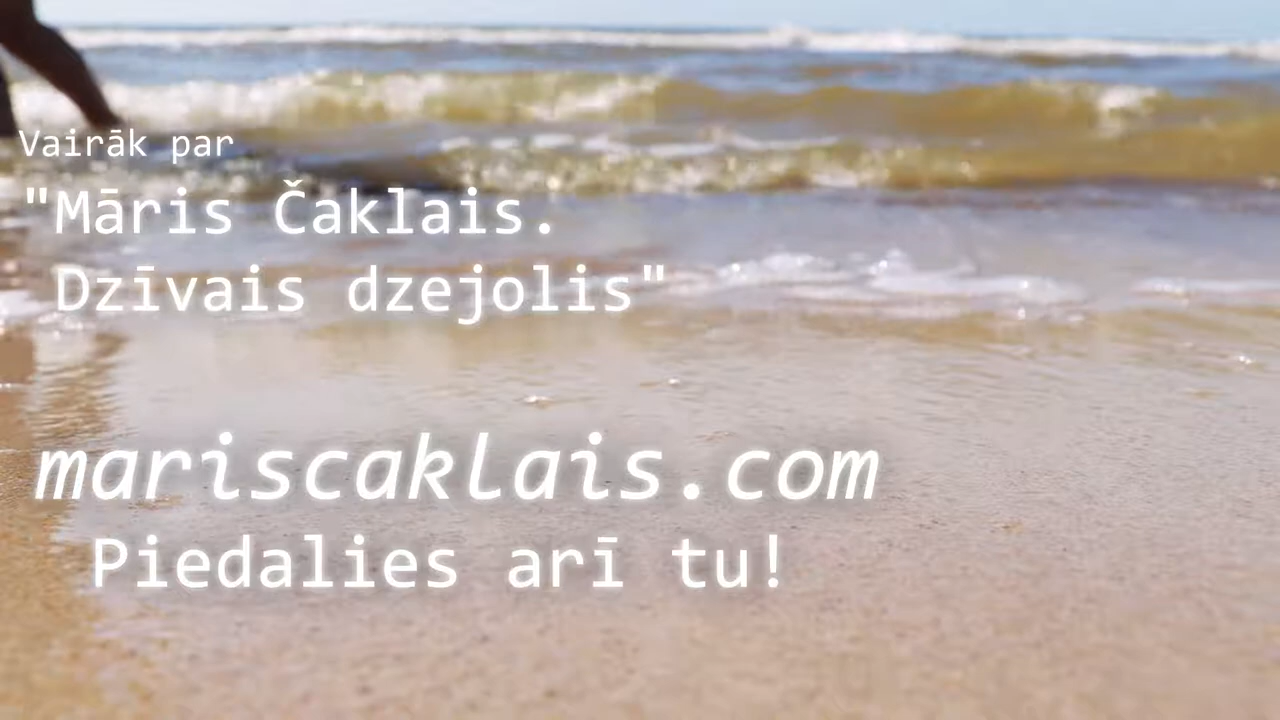 Vairāk par
"Māris Čaklais.
Dzīvais dzejolis"
mariscaklais.com
Piedalies arī tu!